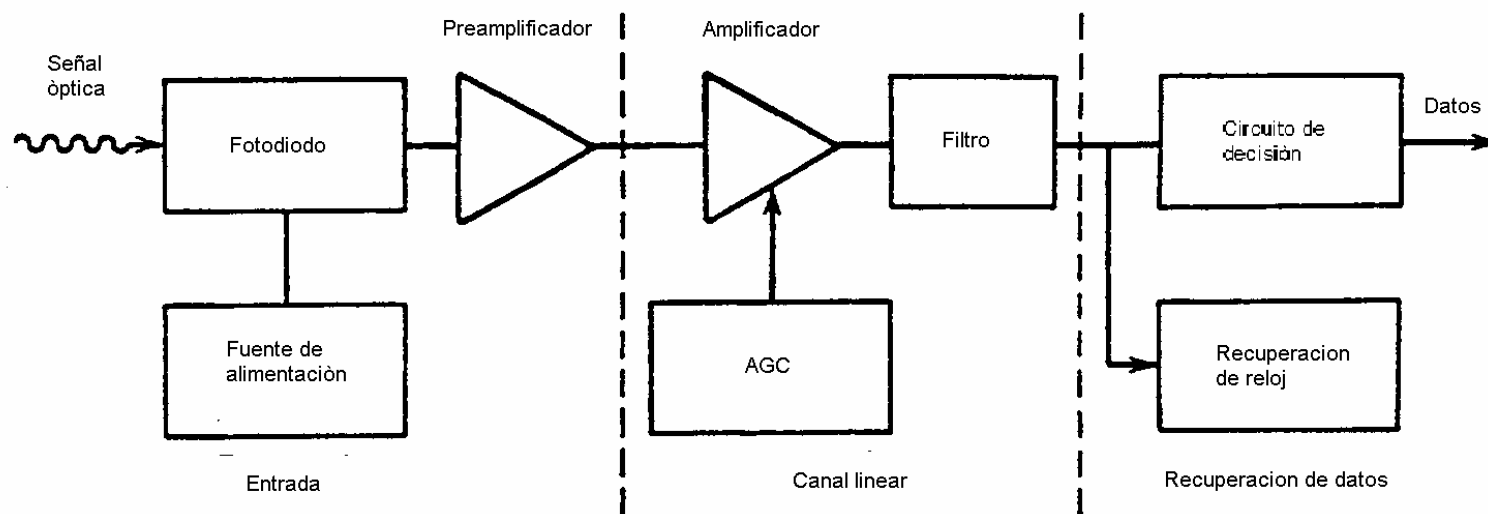 Preamplificador
Amplificador
Señal
òptica
Fotodiodo
Filtro
Circuito de
decisiòn
Datos
Fuente de
alimentaciòn
AGC
Recuperacion
de reloj
Entrada
Canal linear
Recuperacion de datos